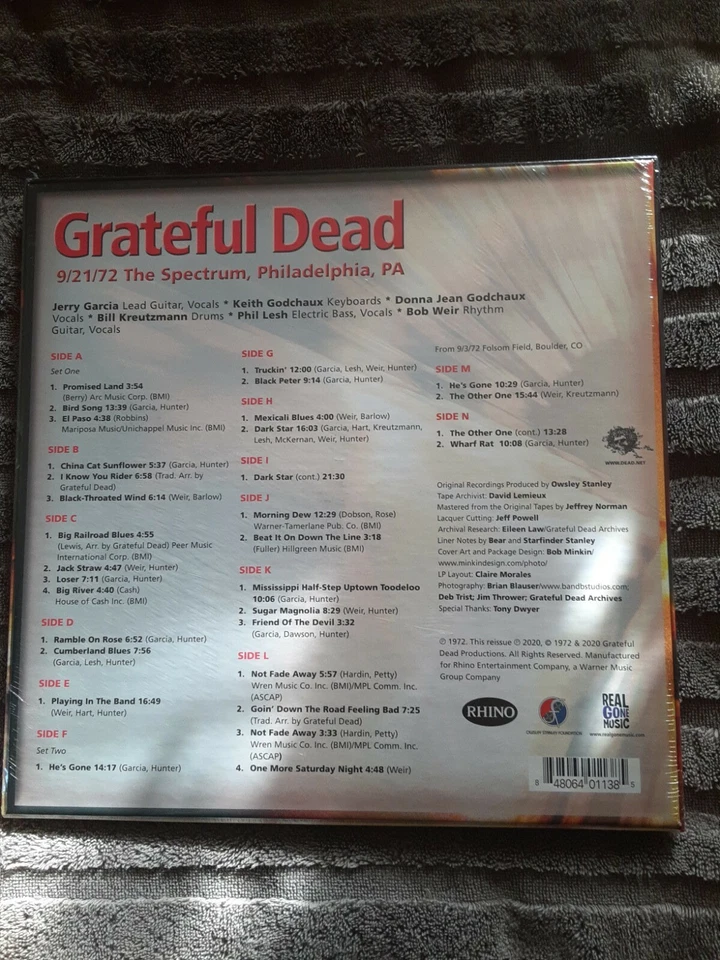 Grateful Dead
9/21/72 The Spectrum, Philadelphia, PA
Jerry Garcia Lead Guitar, Vocals * Keith Godchaux Keyboards * Donna Jean Godchaux
Vocals * Bill Kreutzmann Drums * Phil Lesh Electric Bass, Vocals * Bob Weir Rhythm
Guitar, Vocals
SIDE A
Set One
1. Promised Land 3:54
(Berry) Arc Music Corp. (BMI)
2. Bird Song 13:39 (Garcia, Hunter)
3. El Paso 4:38 (Robbins)
Mariposa Music/Unichappel Music Inc. (BMI)
SIDE B
1. China Cat Sunflower 5:37 (Garcia, Hunter)
2. I Know You Rider 6:58 (Trad. Arr. by
Grateful Dead)
3. Black-Throated Wind 6:14 (Weir, Barlow)
SIDE C
1. Big Railroad Blues 4:55
(Lewis, Arr. by Grateful Dead) Peer Music
International Corp. (BMI)
2. Jack Straw 4:47 (Weir, Hunter)
3. Loser 7:11 (Garcia, Hunter)
4. Big River 4:40 (Cash)
House of Cash Inc. (BMI)
SIDE D
1. Ramble On Rose 6:52 (Garcia, Hunter)
2. Cumberland Blues 7:56
(Garcia, Lesh, Hunter)
SIDE E
1. Playing In The Band 16:49
(Weir, Hart, Hunter)
SIDE F
Set Two
1. He's Gone 14:17 (Garcia, Hunter)
SIDE G
1. Truckin' 12:00 (Garcia, Lesh, Weir, Hunter)
2. Black Peter 9:14 (Garcia, Hunter)
SIDE H
1. Mexicali Blues 4:00 (Weir, Barlow)
2. Dark Star 16:03 (Garcia, Hart, Kreutzmann,
Lesh, McKernan, Weir, Hunter)
SIDE I
1. Dark Star (cont.) 21:30
SIDE J
1. Morning Dew 12:29 (Dobson, Rose)
Warner-Tamerlane Pub. Co. (BMI)
2. Beat It On Down The Line 3:18
(Fuller) Hillgreen Music (BMI)
SIDE K
1. Mississippi Half-Step Uptown Toodeloo
10:06 (Garcia, Hunter)
2. Sugar Magnolia 8:29 (Weir, Hunter)
3. Friend Of The Devil 3:32
(Garcia, Dawson, Hunter)
SIDE L
1. Not Fade Away 5:57 (Hardin, Petty)
Wren Music Co. Inc. (BMI)/MPL Comm. Inc.
(ASCAP)
2. Goin' Down The Road Feeling Bad 7:25
(Trad. Arr. by Grateful Dead)
3. Not Fade Away 3:33 (Hardin, Petty)
Wren Music Co. Inc. (BMI)/MPL Comm. Inc.
(ASCAP)
4. One More Saturday Night 4:48 (Weir)
From 9/3/72 Folsom Field, Boulder, CO
SIDE M
1. He's Gone 10:29 (Garcia, Hunter)
2. The Other One 15:44 (Weir, Kreutzmann)
SIDE N
1. The Other One (cont.) 13:28
2. Wharf Rat 10:08 (Garcia, Hunter)
WWW.DEAD.NET
Original Recordings Produced by Owsley Stanley
Tape Archivist: David Lemieux
Mastered from the Original Tapes by Jeffrey Norman
Lacquer Cutting: Jeff Powell
Archival Research: Eileen Law/Grateful Dead Archives
Liner Notes by Bear and Starfinder Stanley
Cover Art and Package Design: Bob Minkin/
www.minkindesign.com/photo/
LP Layout: Claire Morales
Photography: Brian Blauser/www.bandbstudios.com;
Deb Trist; Jim Thrower; Grateful Dead Archives
Special Thanks: Tony Dwyer
℗ 1972. This reissue ℗ 2020, © 1972 & 2020 Grateful
Dead Productions. All Rights Reserved. Manufactured
for Rhino Entertainment Company, a Warner Music
Group Company
RHINO
OWSLEY STANLEY FOUNDATION
REAL
GONE
MUSIC
www.realgonemusic.com
8 48064 01138 5